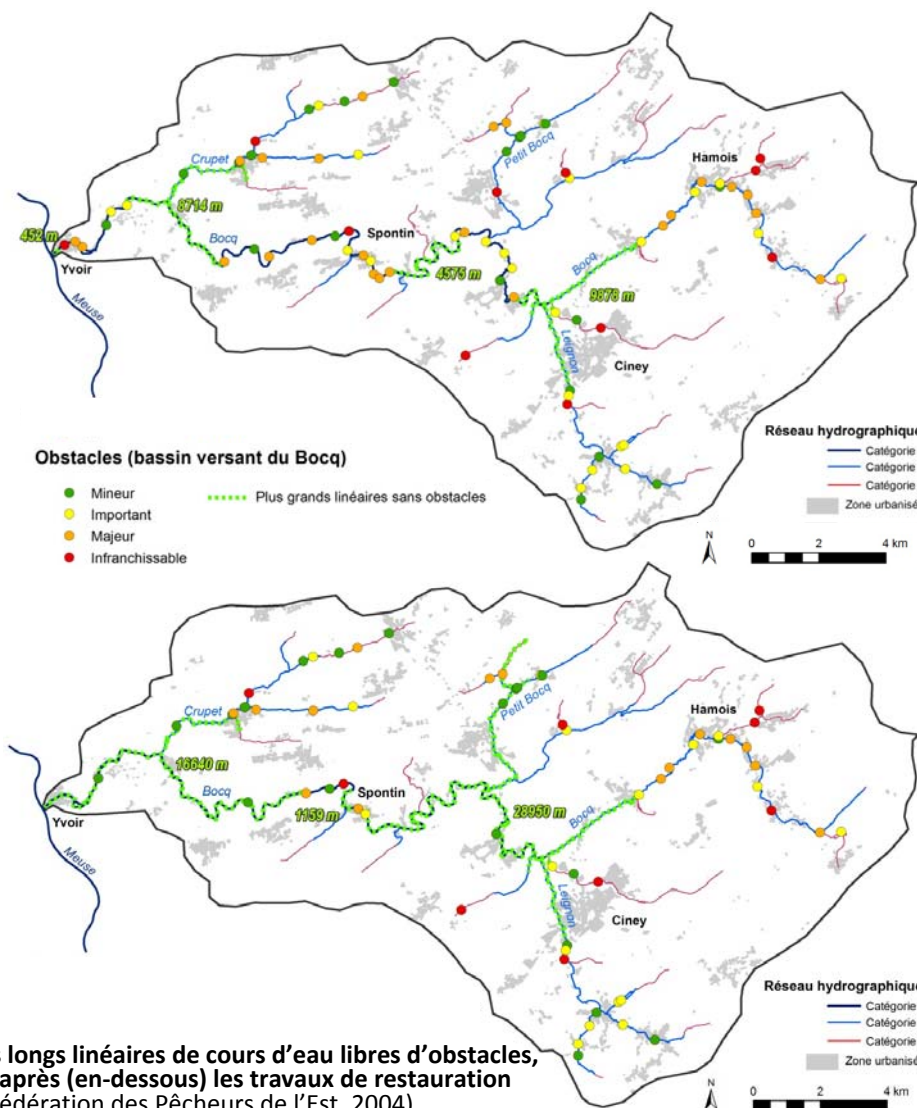 Crupet
8714 m
Petit Bocq
Hamois
452 m
Bocq
Spontin
Yvoir
4575 m
Bocq
9878 m
Meuse
Leignon
Ciney
Obstacles (bassin versant du Bocq)
Mineur
Important
Majeur
Infranchissable
Plus grands linéaires sans obstacles
Réseau hydrographique
Catégorie
Catégorie
Catégorie
Zone urbanisé
N
0 2 4 km
Crupet
Petit Bocq
Hamois
16640 m
Bocq
Spontin
1159 m
Yvoir
28950 m
Bocq
Meuse
Leignon
Ciney
Réseau hydrographique
Catégorie
Catégorie
Catégorie
Zone urbanisé
N
0 2 4 km
s longs linéaires de cours d'eau libres d'obstacles,
après (en-dessous) les travaux de restauration
édération des Pêcheurs de l'Est, 2004)